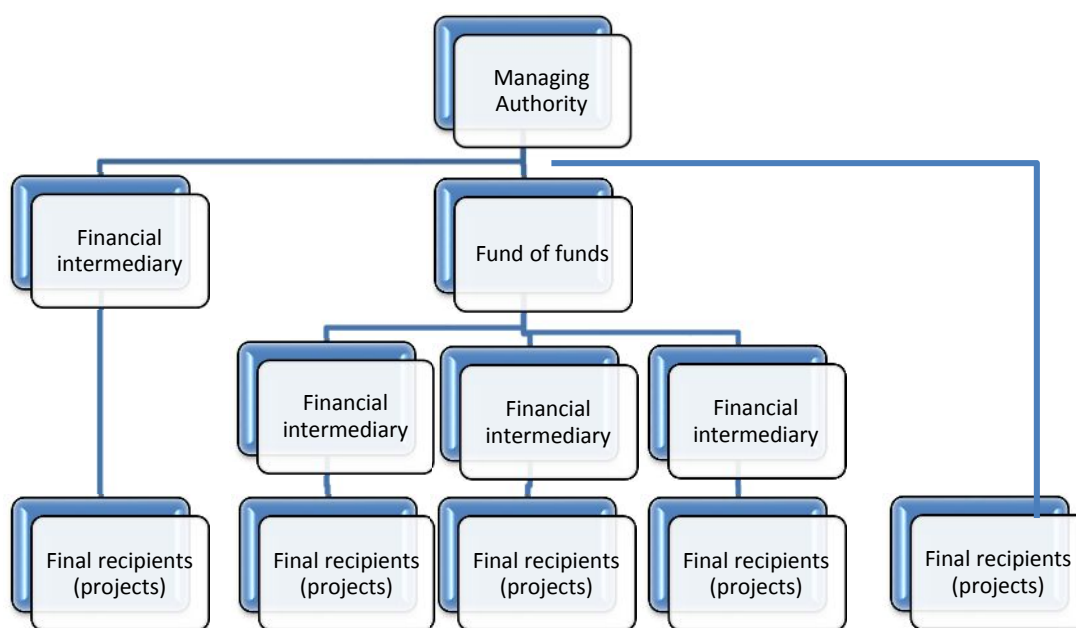 Managing
Authority
Financial
intermediary
Fund of funds
Financial
intermediary
Financial
intermediary
Financial
intermediary
Final recipients
(projects)
Final recipients
(projects)
Final recipients
(projects)
Final recipients
(projects)
Final recipients
(projects)